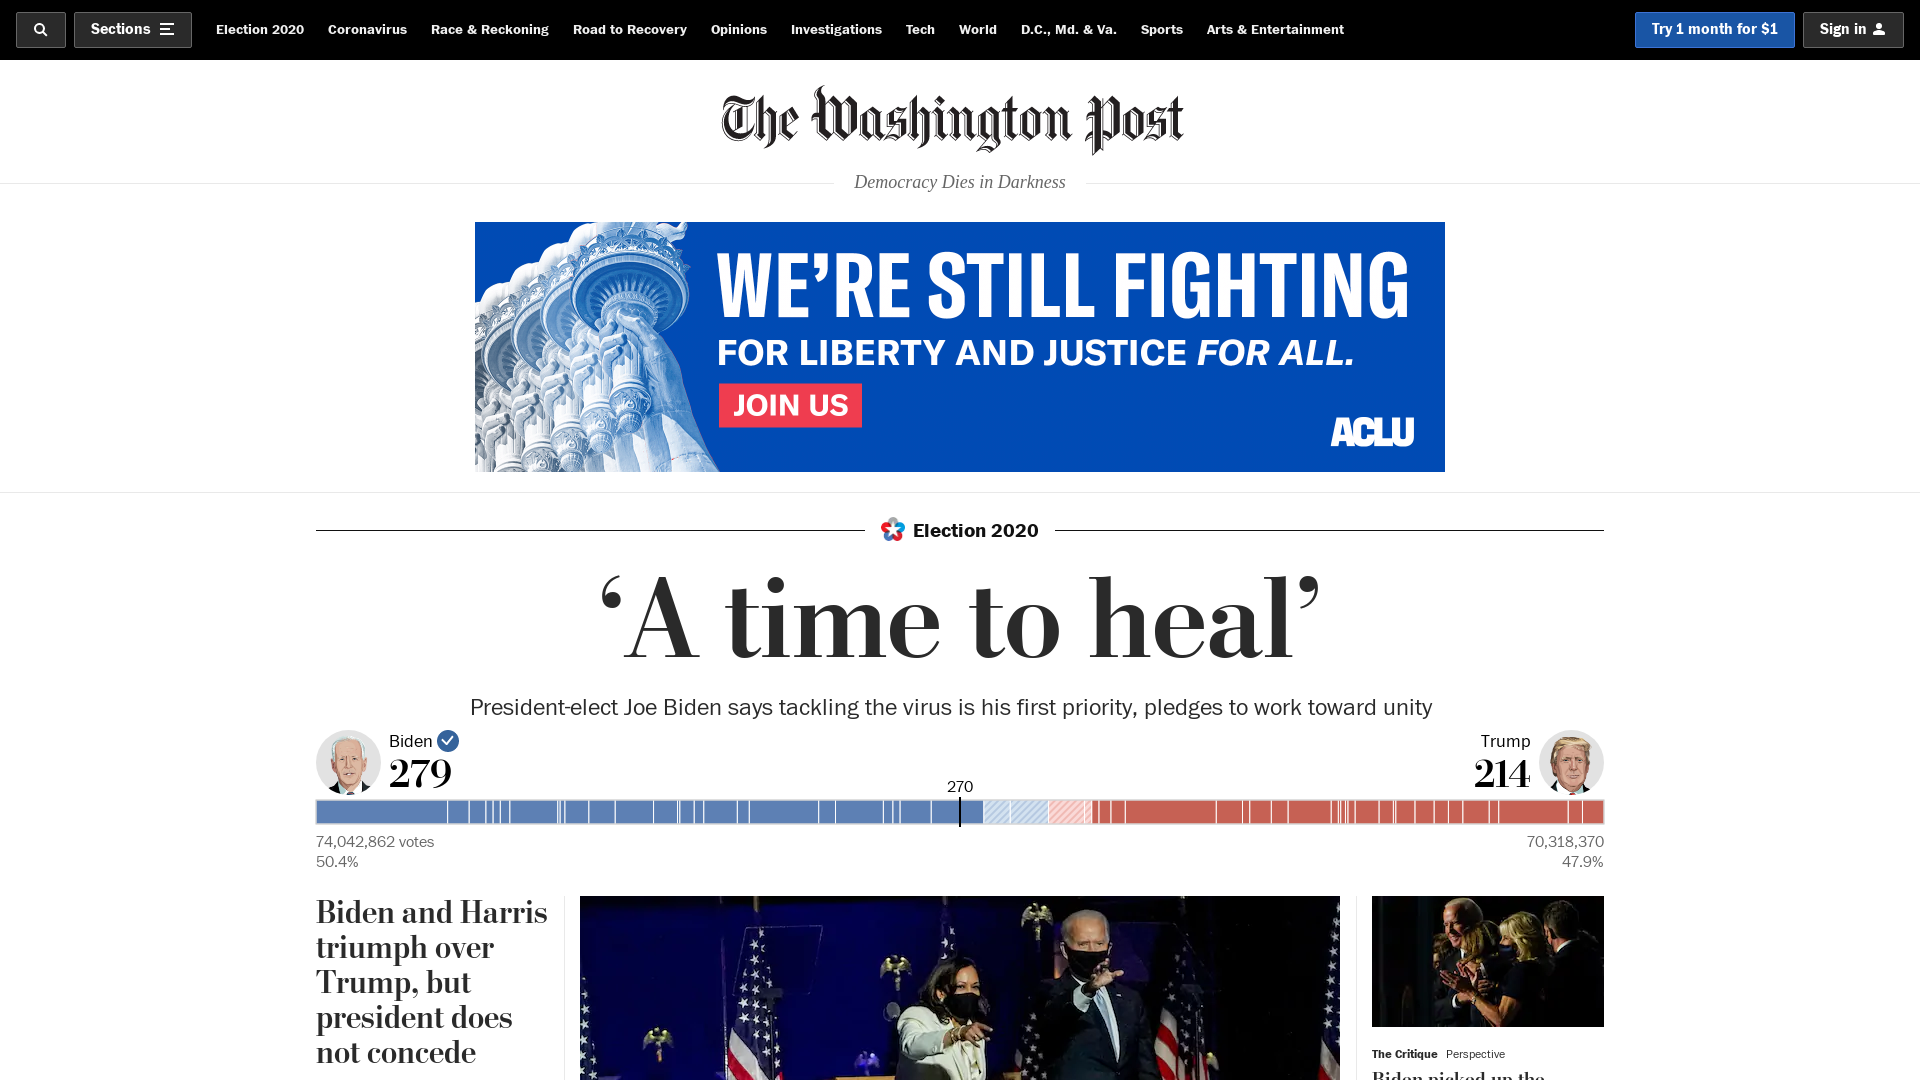 Sections
Election 2020
Coronavirus
Race & Reckoning
Road to Recovery
Opinions
Investigations
Tech
World
D.C., Md. & Va.
Sports
Arts & Entertainment
Try 1 month for $1
Sign in
The Washington Post
Democracy Dies in Darkness
WE'RE STILL FIGHTING
FOR LIBERTY AND JUSTICE FOR ALL.
JOIN US
ACLU
Election 2020
‘A time to heal’
President-elect Joe Biden says tackling the virus is his first priority, pledges to work toward unity
Biden
279
Trump
214
270
74,042,862 votes
50.4%
70,318,370
47.9%
Biden and Harris
triumph over
Trump, but
president does
not concede
The Critique Perspective
Biden picked up the